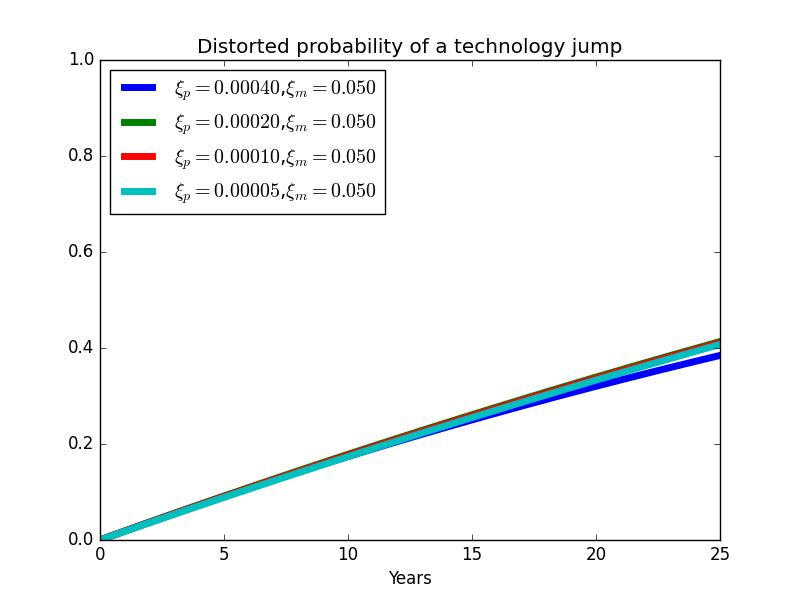 Distorted probability of a technology jump
1.0
ξₚ = 0.00040,ξₘ = 0.050
ξₚ = 0.00020,ξₘ = 0.050
ξₚ = 0.00010,ξₘ = 0.050
ξₚ = 0.00005,ξₘ = 0.050
0.8
0.6
0.4
0.2
0.0
0 5 10 15 20 25
Years